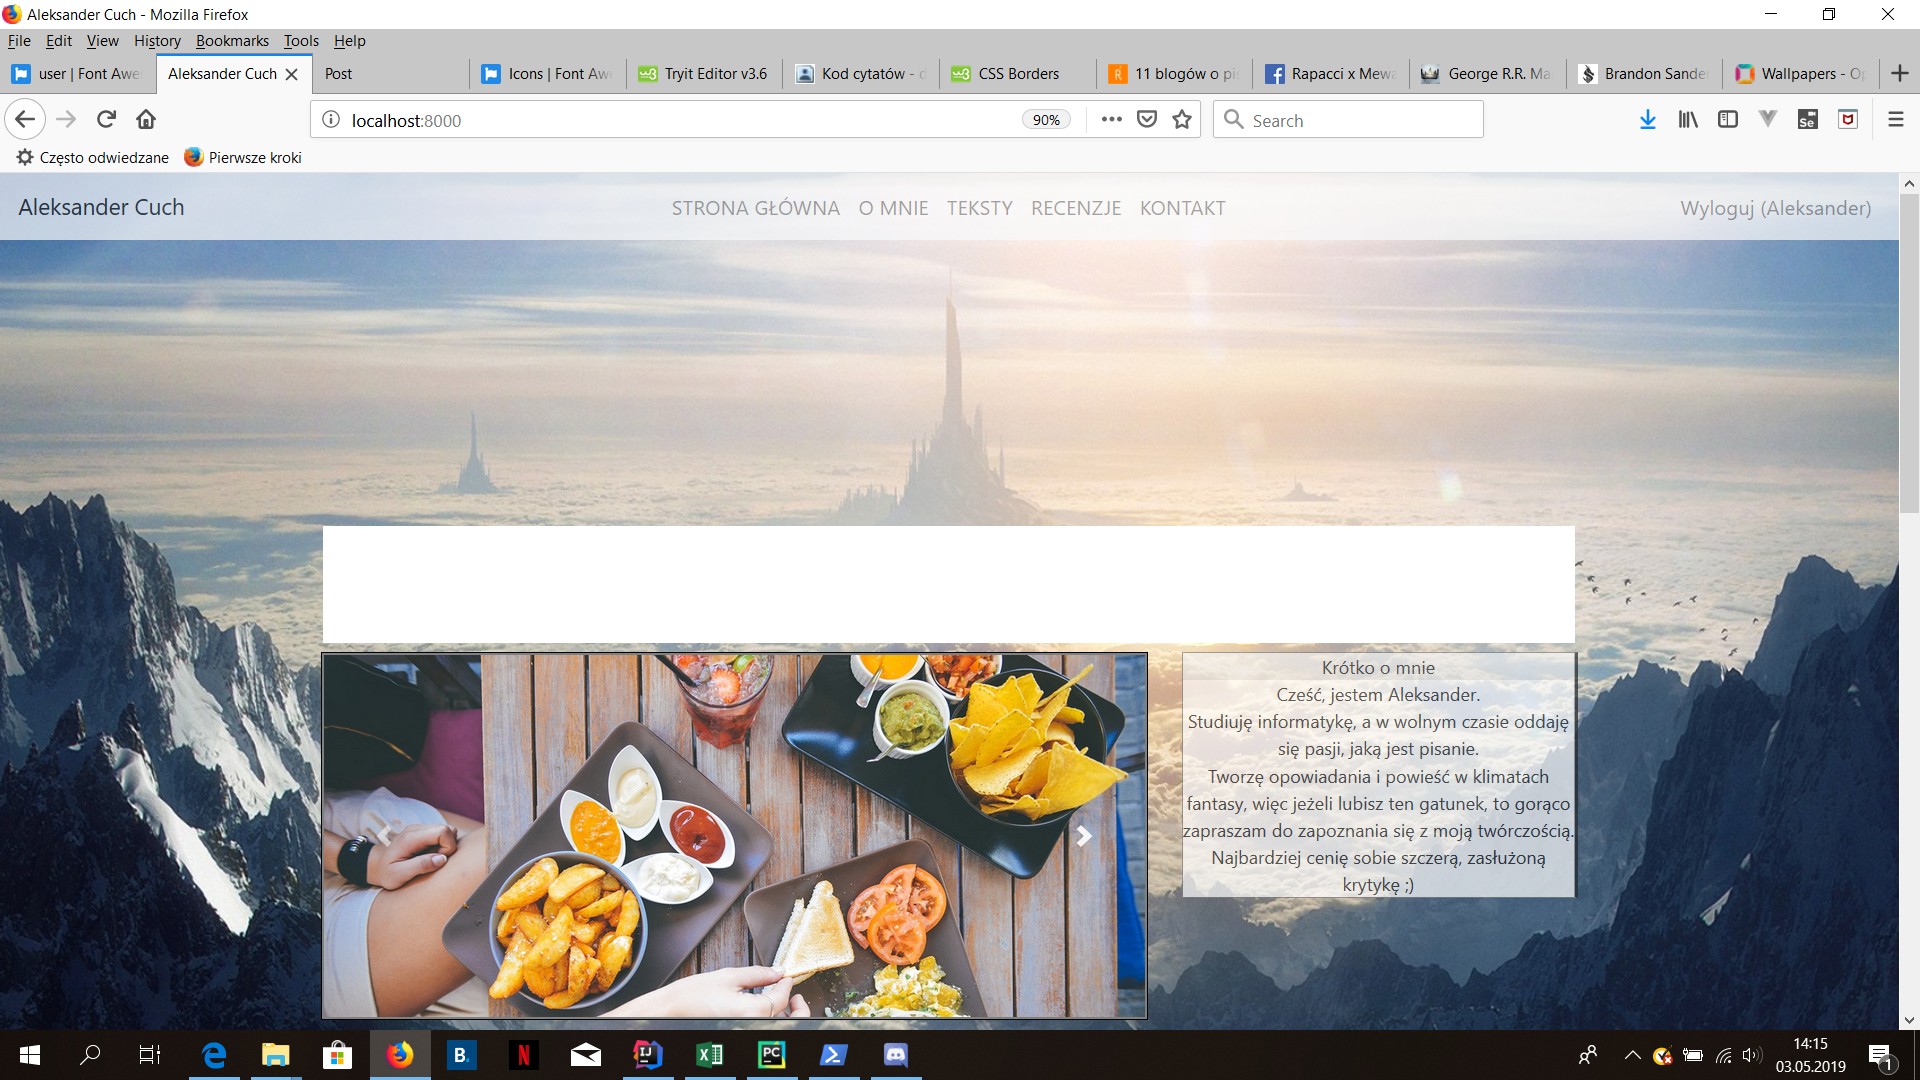 Aleksander Cuch - Mozilla Firefox
File Edit View History Bookmarks Tools Help
user | Font Awe Aleksander Cuch Post Icons | Font Aw Tryit Editor v3.6 Kod cytatów - CSS Borders 11 blogów o pis Rapacci x Mewa George R.R. Ma Brandon Sande Wallpapers - Op
localhost:8000 90% Search
Se
Często odwiedzane Pierwsze kroki
Aleksander Cuch STRONA GŁÓWNA O MNIE TEKSTY RECENZJE KONTAKT Wyloguj (Aleksander)
Krótko o mnie
Cześć, jestem Aleksander.
Studiuję informatykę, a w wolnym czasie oddaję
się pasji, jaką jest pisanie.
Tworzę opowiadania i powieść w klimatach
fantasy, więc jeżeli lubisz ten gatunek, to gorąco
zapraszam do zapoznania się z moją twórczością.
Najbardziej cenię sobie szczerą, zasłużoną
krytykę ;)
B. N IJ PC
14:15
03.05.2019
1